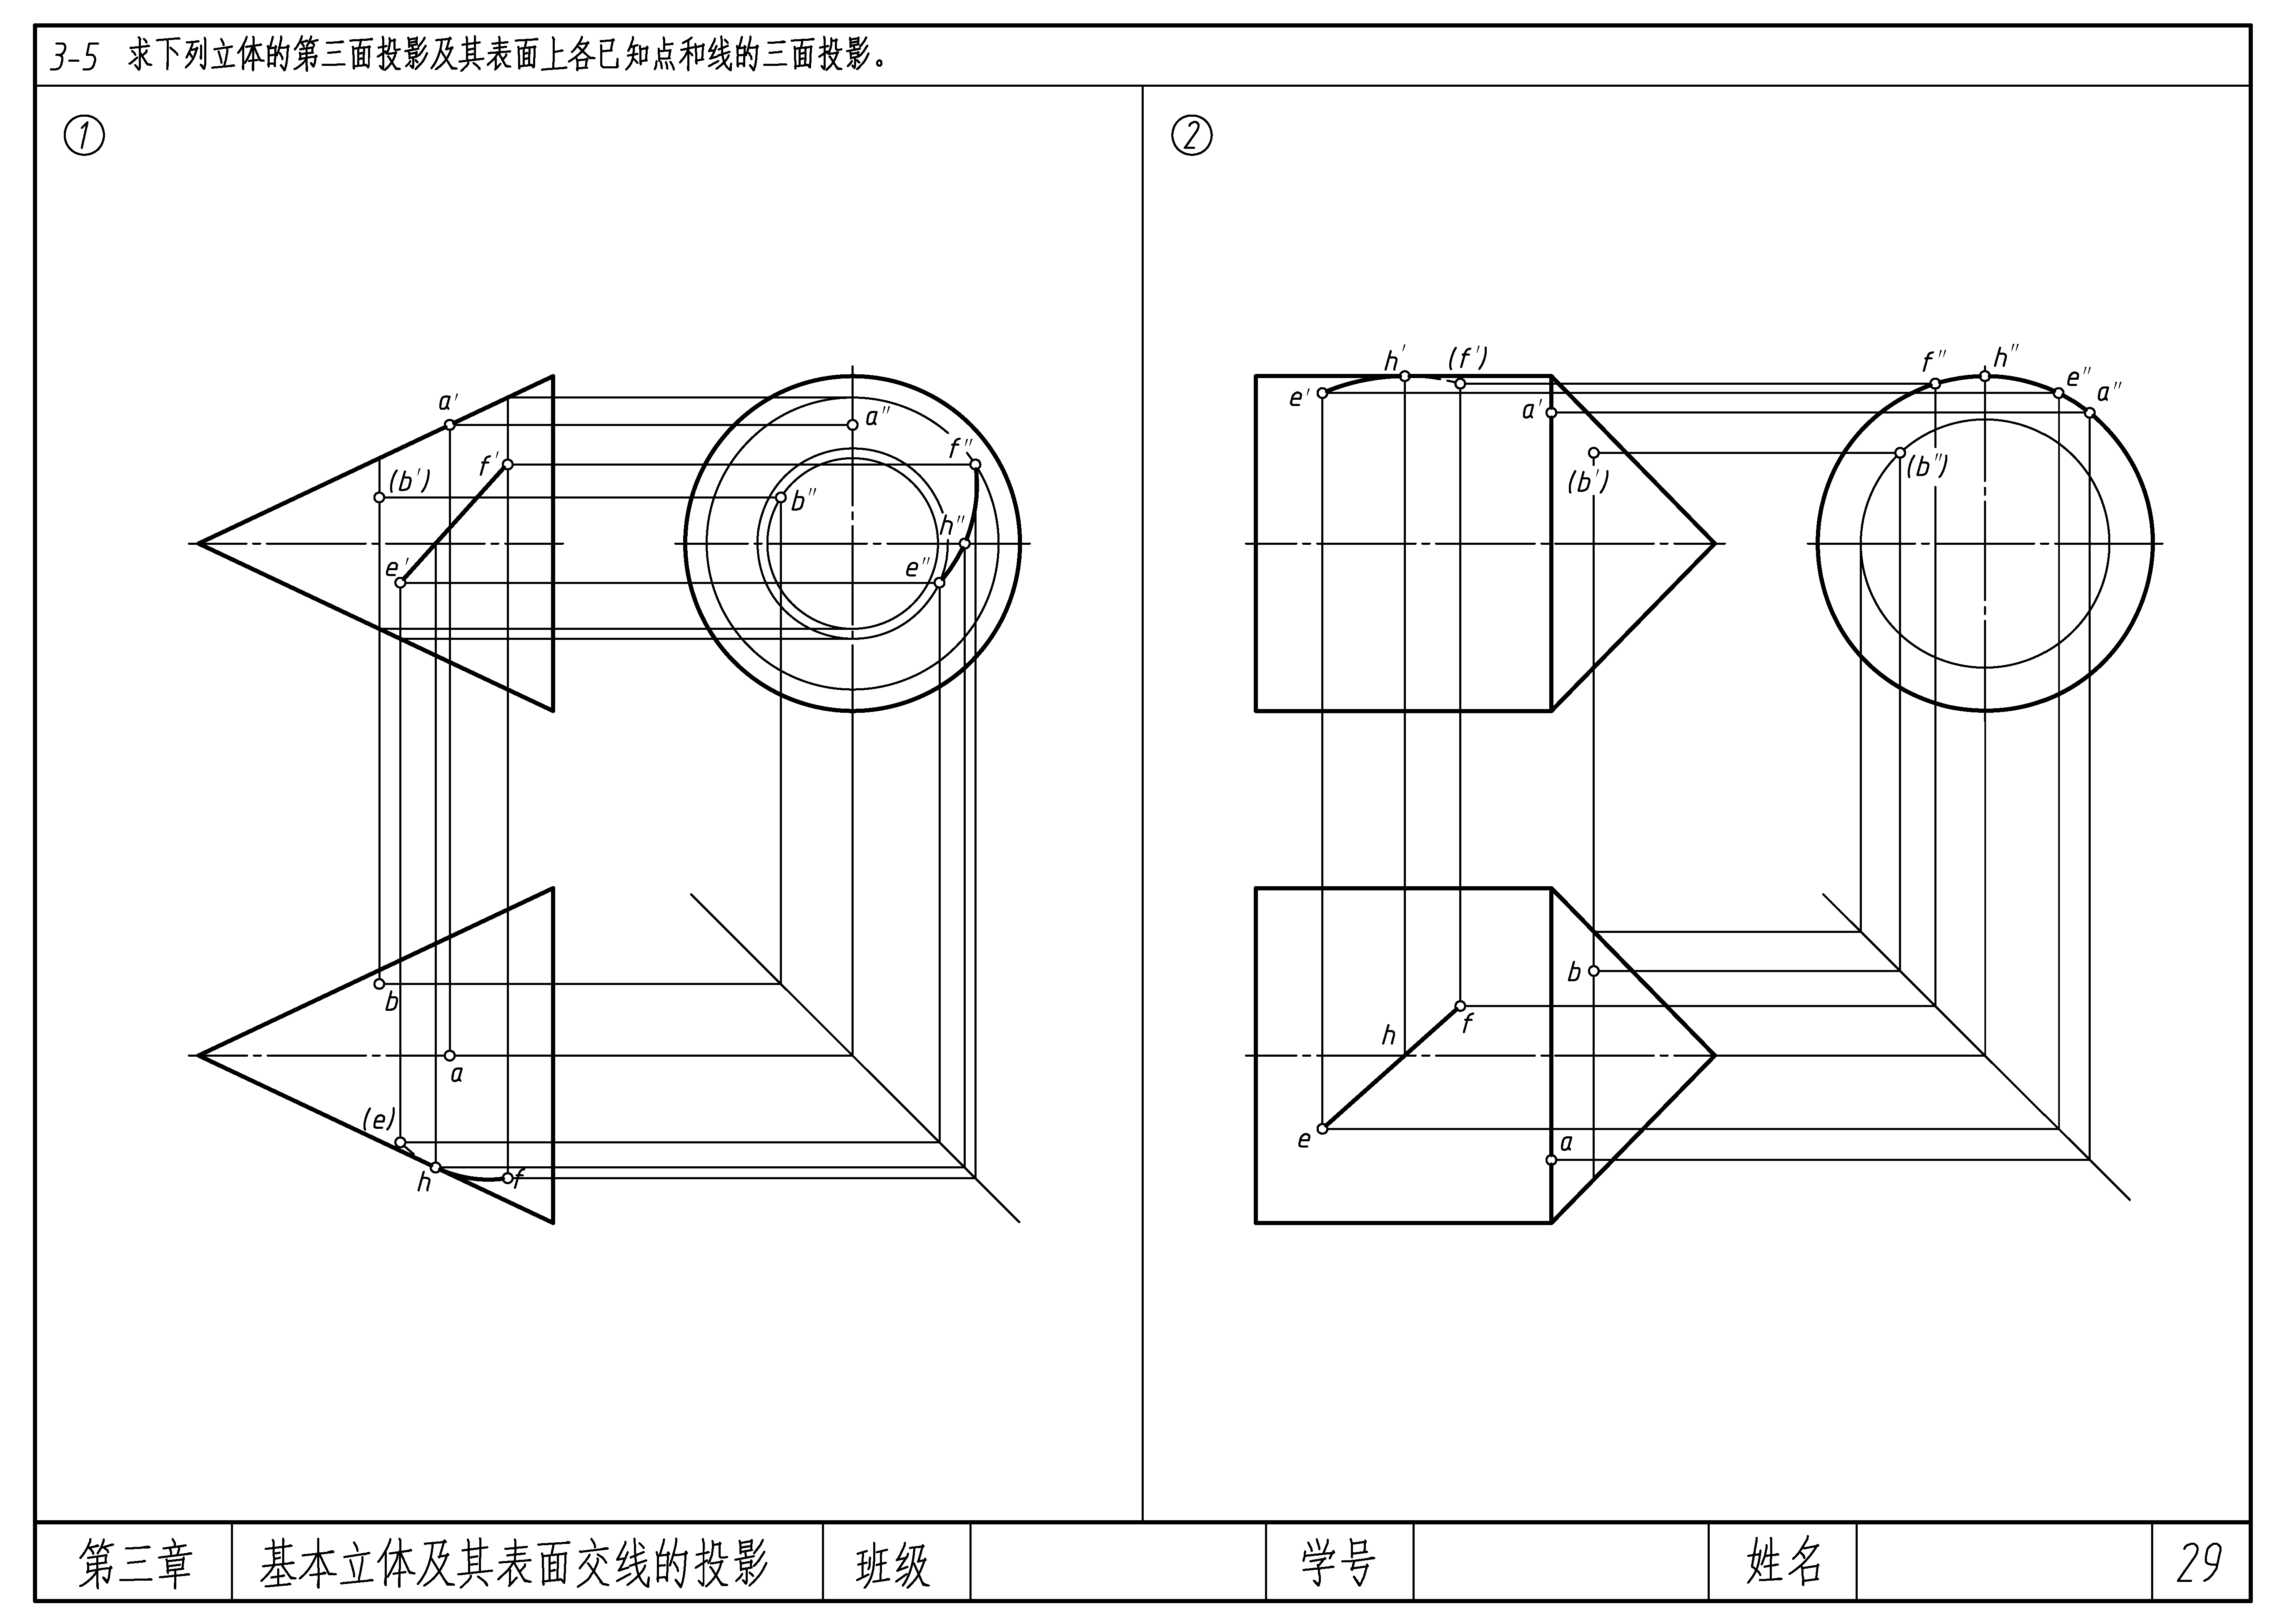 3-5 求下列立体的第三面投影及其表面上各已知点和线的三面投影。
① ②
h′ (f′) f″ h″
e′ a′ e″ a″
a′ a″
f′ f″
(b′) b″ (b′) (b″)
h″
e′ e″
b b
h f
a e a
(e)
h f
第三章 基本立体及其表面交线的投影 班级 学号 姓名 29